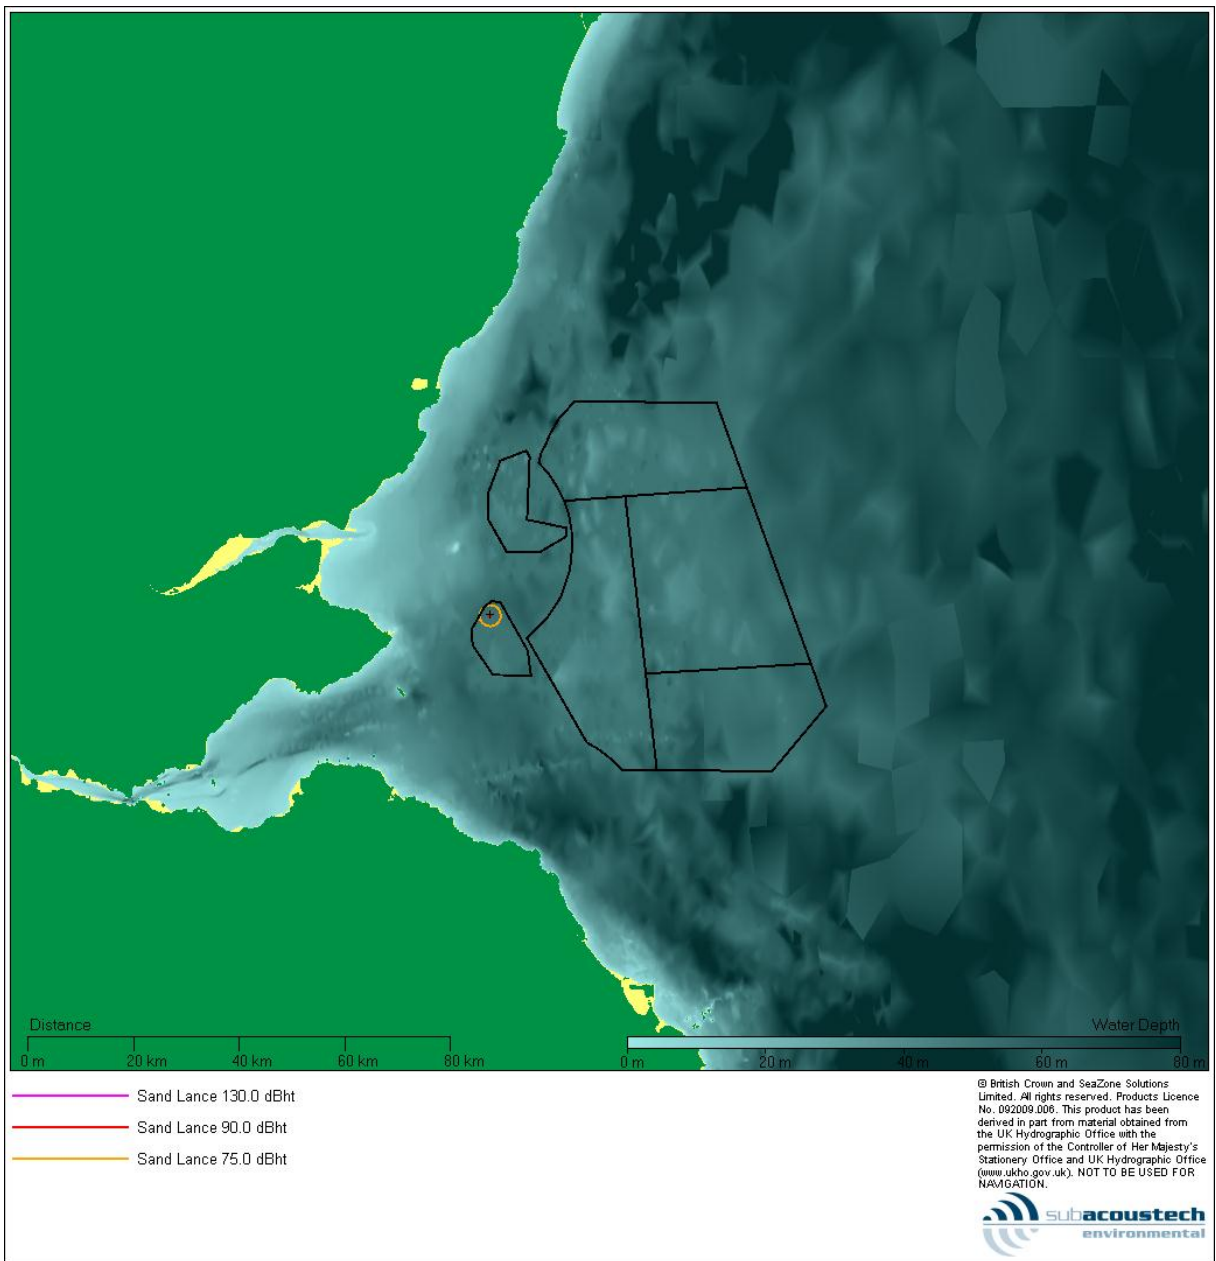 Distance
0 m 20 km 40 km 60 km 80 km
Water Depth
0 m 20 m 40 m 60 m 80 m
Sand Lance 130.0 dBht
Sand Lance 90.0 dBht
Sand Lance 75.0 dBht
© British Crown and SeaZone Solutions
Limited. All rights reserved. Products Licence
No. 092009.006. This product has been
derived in part from material obtained from
the UK Hydrographic Office with the
permission of the Controller of Her Majesty's
Stationery Office and UK Hydrographic Office
(www.ukho.gov.uk). NOT TO BE USED FOR
NAVIGATION.
subacoustech
environmental